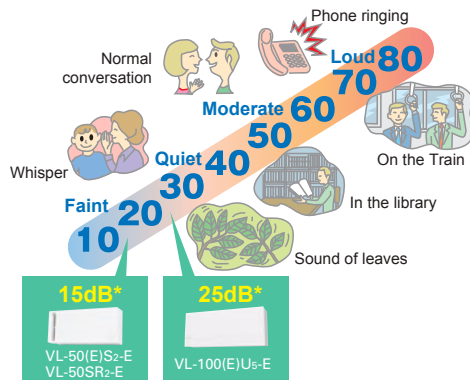 Phone ringing
Normal
conversation
Loud 80
70
Moderate 60
50
On the Train
Whisper
Quiet 40
30
In the library
Faint 20
10
Sound of leaves
15dB*
VL-50(E)S2-E
VL-50SR2-E
25dB*
VL-100(E)U5-E